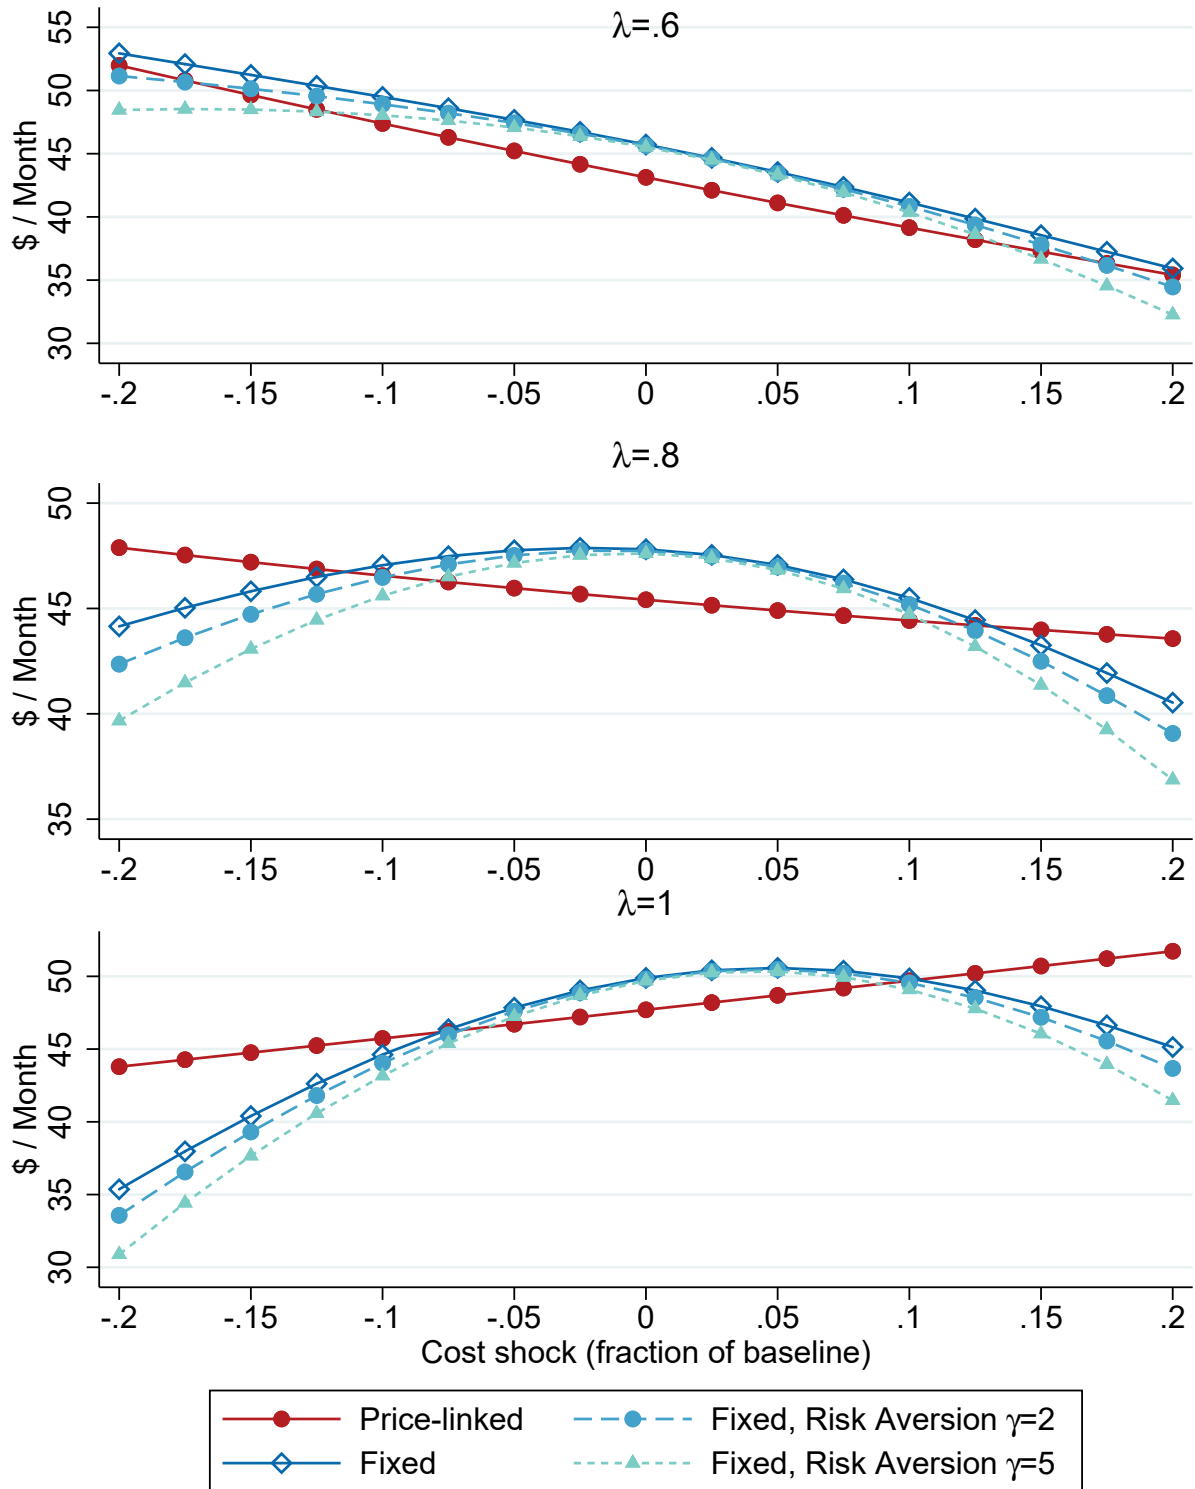 λ=.6
$ / Month
55
50
45
40
35
30
-.2 -.15 -.1 -.05 0 .05 .1 .15 .2
λ=.8
$ / Month
50
45
40
35
-.2 -.15 -.1 -.05 0 .05 .1 .15 .2
λ=1
$ / Month
50
45
40
35
30
-.2 -.15 -.1 -.05 0 .05 .1 .15 .2
Cost shock (fraction of baseline)
Price-linked Fixed, Risk Aversion γ=2
Fixed Fixed, Risk Aversion γ=5